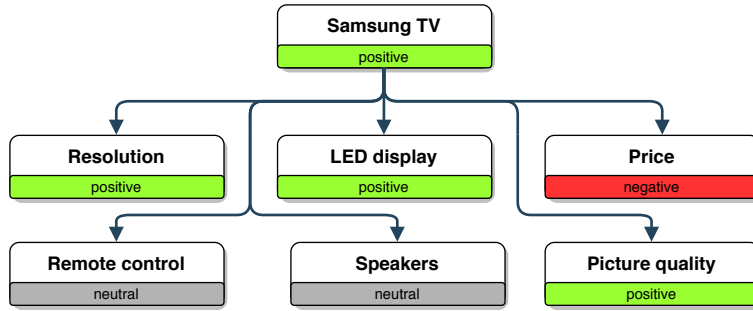 Samsung TV
positive
Resolution
positive
LED display
positive
Price
negative
Remote control
neutral
Speakers
neutral
Picture quality
positive